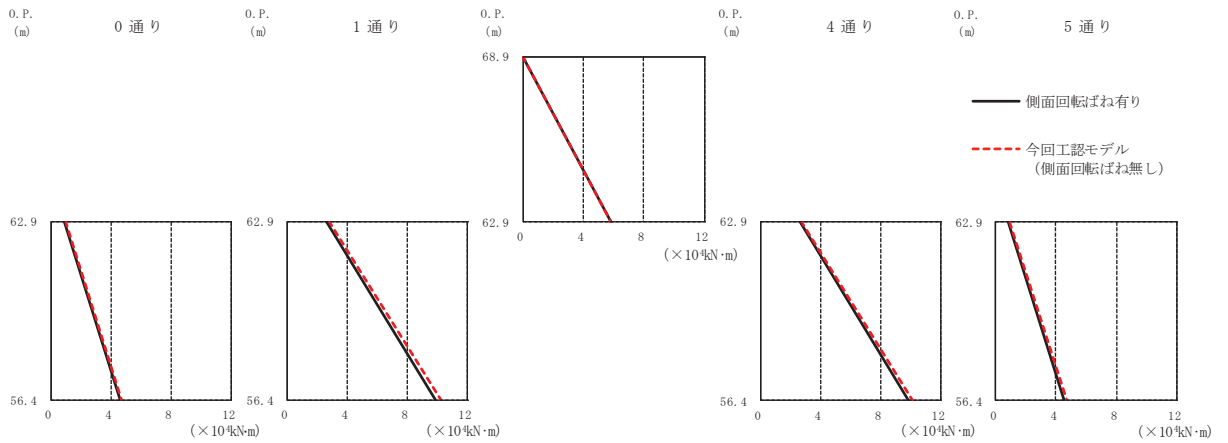 O.P.
(m)
0 通り
O.P.
(m)
1 通り
O.P.
(m)
O.P.
(m)
4 通り
O.P.
(m)
5 通り
68.9
62.9
0
4
8
12
(×10⁴kN·m)
側面回転ばね有り
今回工認モデル
（側面回転ばね無し）
62.9
56.4
0
4
8
12
(×10⁴kN·m)
62.9
56.4
0
4
8
12
(×10⁴kN·m)
62.9
56.4
0
4
8
12
(×10⁴kN·m)
62.9
56.4
0
4
8
12
(×10⁴kN·m)